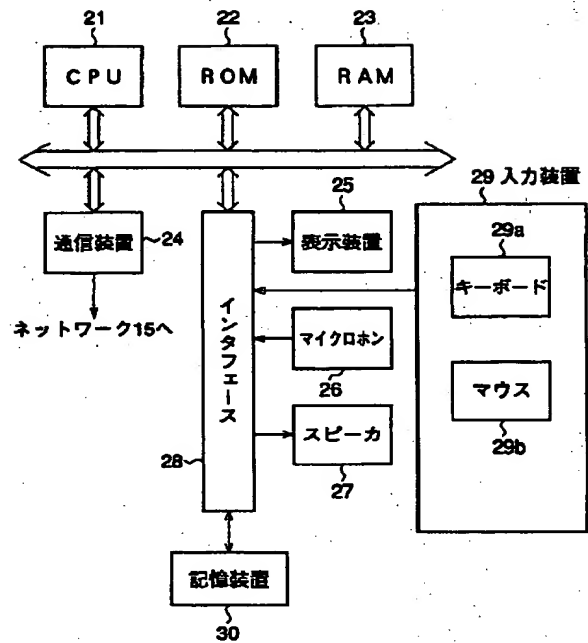 21
22
23
CPU
ROM
RAM
25
29 入力装置
通信装置
24
表示装置
29a
キーボード
ネットワーク15へ
インタフェース
マイクロホン
26
マウス
29b
スピーカ
27
28
記憶装置
30